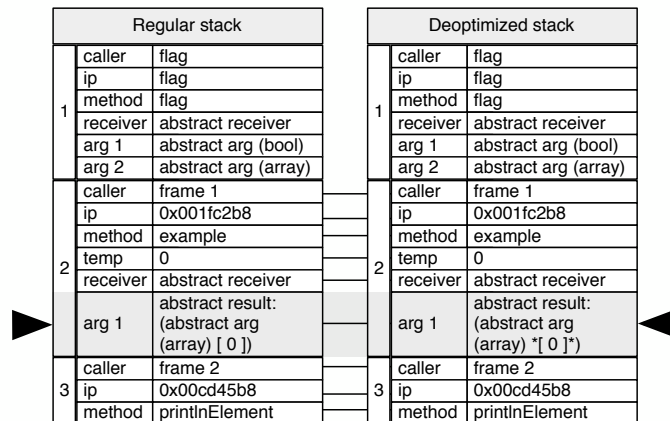 Regular stack
1
caller flag
ip flag
method flag
receiver abstract receiver
arg 1 abstract arg (bool)
arg 2 abstract arg (array)
2
caller frame 1
ip 0x001fc2b8
method example
temp 0
receiver abstract receiver
arg 1 abstract result:
(abstract arg
(array) [ 0 ])
3
caller frame 2
ip 0x00cd45b8
method printlnElement
Deoptimized stack
1
caller flag
ip flag
method flag
receiver abstract receiver
arg 1 abstract arg (bool)
arg 2 abstract arg (array)
2
caller frame 1
ip 0x001fc2b8
method example
temp 0
receiver abstract receiver
arg 1 abstract result:
(abstract arg
(array) *[ 0 ]*)
3
caller frame 2
ip 0x00cd45b8
method printlnElement